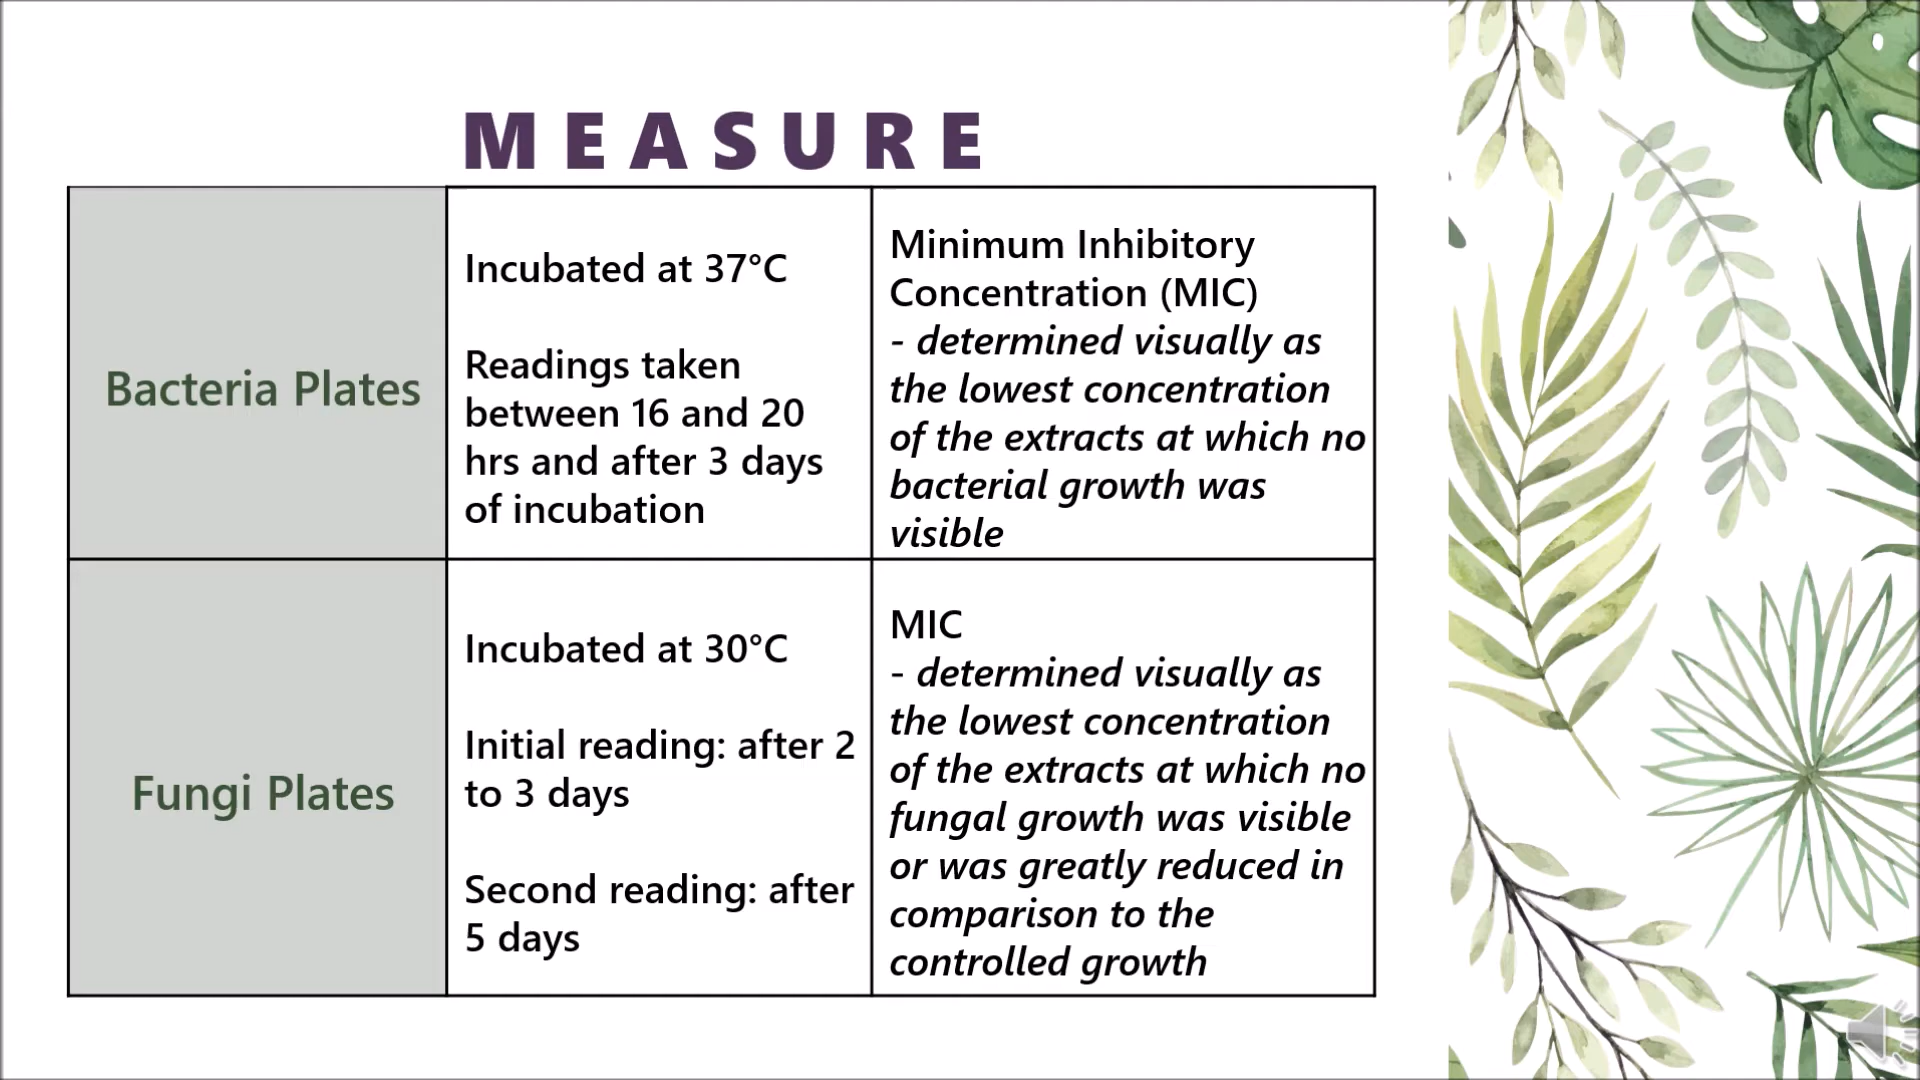 MEASURE
Bacteria Plates
Incubated at 37°C
Readings taken
between 16 and 20
hrs and after 3 days
of incubation
Minimum Inhibitory
Concentration (MIC)
- determined visually as
the lowest concentration
of the extracts at which no
bacterial growth was
visible
Fungi Plates
Incubated at 30°C
Initial reading: after 2
to 3 days
Second reading: after
5 days
MIC
- determined visually as
the lowest concentration
of the extracts at which no
fungal growth was visible
or was greatly reduced in
comparison to the
controlled growth